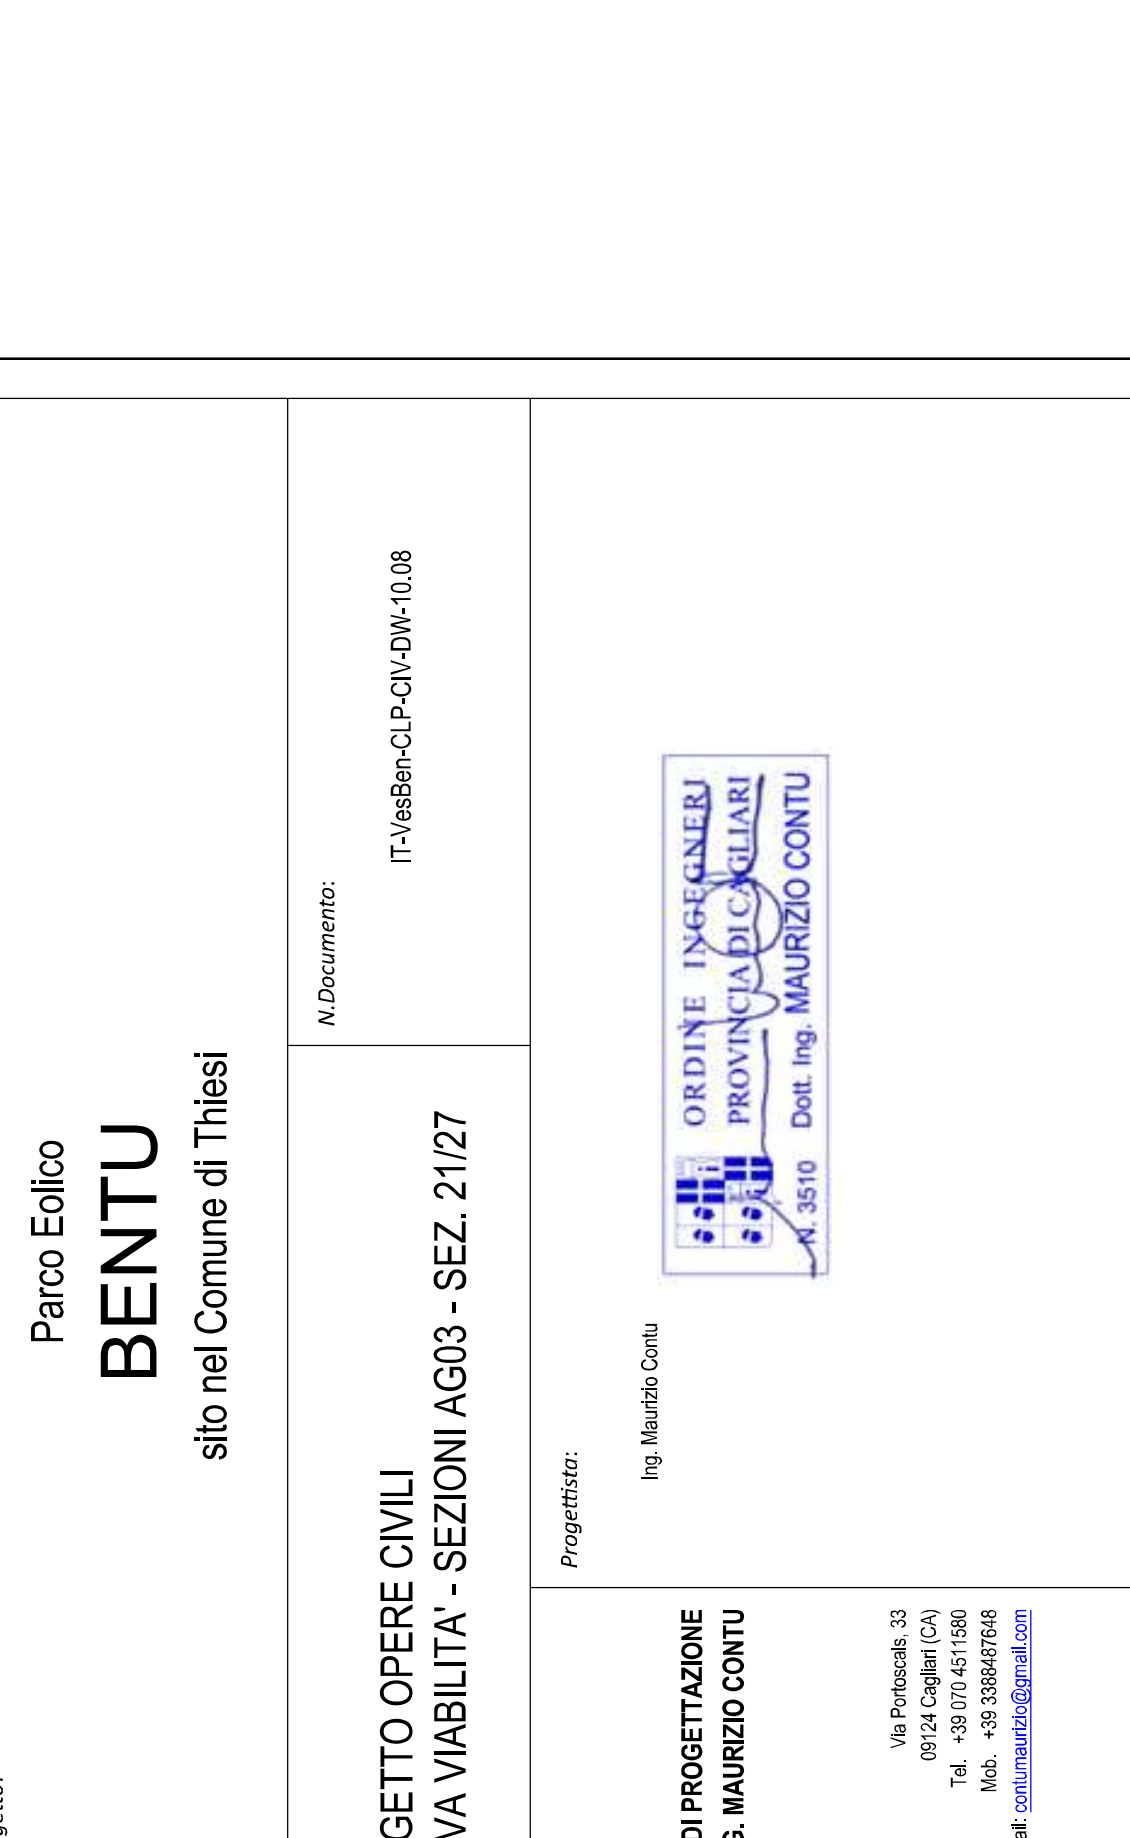 getto:
Parco Eolico
BENTU
sito nel Comune di Thiesi
GETTO OPERE CIVILI
VA VIABILITA' - SEZIONI AG03 - SEZ. 21/27
N.Documento:
IT-VesBen-CLP-CIV-DW-10.08
DI PROGETTAZIONE
G. MAURIZIO CONTU
Via Portoscals, 33
09124 Cagliari (CA)
Tel. +39 070 4511580
Mob. +39 3388487648
ail: contumaurizio@gmail.com
Progettista:
Ing. Maurizio Contu
ORDINE INGEGNERI
PROVINCIA DI CAGLIARI
N. 3510 Dott. Ing. MAURIZIO CONTU